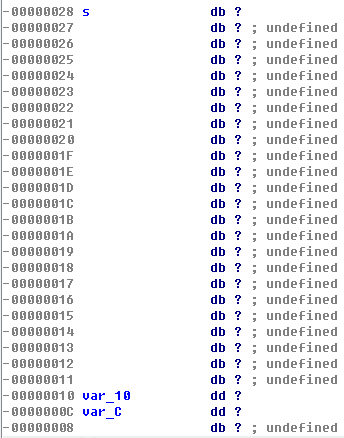 -00000028 s db ?
-00000027 db ? ; undefined
-00000026 db ? ; undefined
-00000025 db ? ; undefined
-00000024 db ? ; undefined
-00000023 db ? ; undefined
-00000022 db ? ; undefined
-00000021 db ? ; undefined
-00000020 db ? ; undefined
-0000001F db ? ; undefined
-0000001E db ? ; undefined
-0000001D db ? ; undefined
-0000001C db ? ; undefined
-0000001B db ? ; undefined
-0000001A db ? ; undefined
-00000019 db ? ; undefined
-00000018 db ? ; undefined
-00000017 db ? ; undefined
-00000016 db ? ; undefined
-00000015 db ? ; undefined
-00000014 db ? ; undefined
-00000013 db ? ; undefined
-00000012 db ? ; undefined
-00000011 db ? ; undefined
-00000010 var_10 dd ?
-0000000C var_C dd ?
-00000008 db ? ; undefined